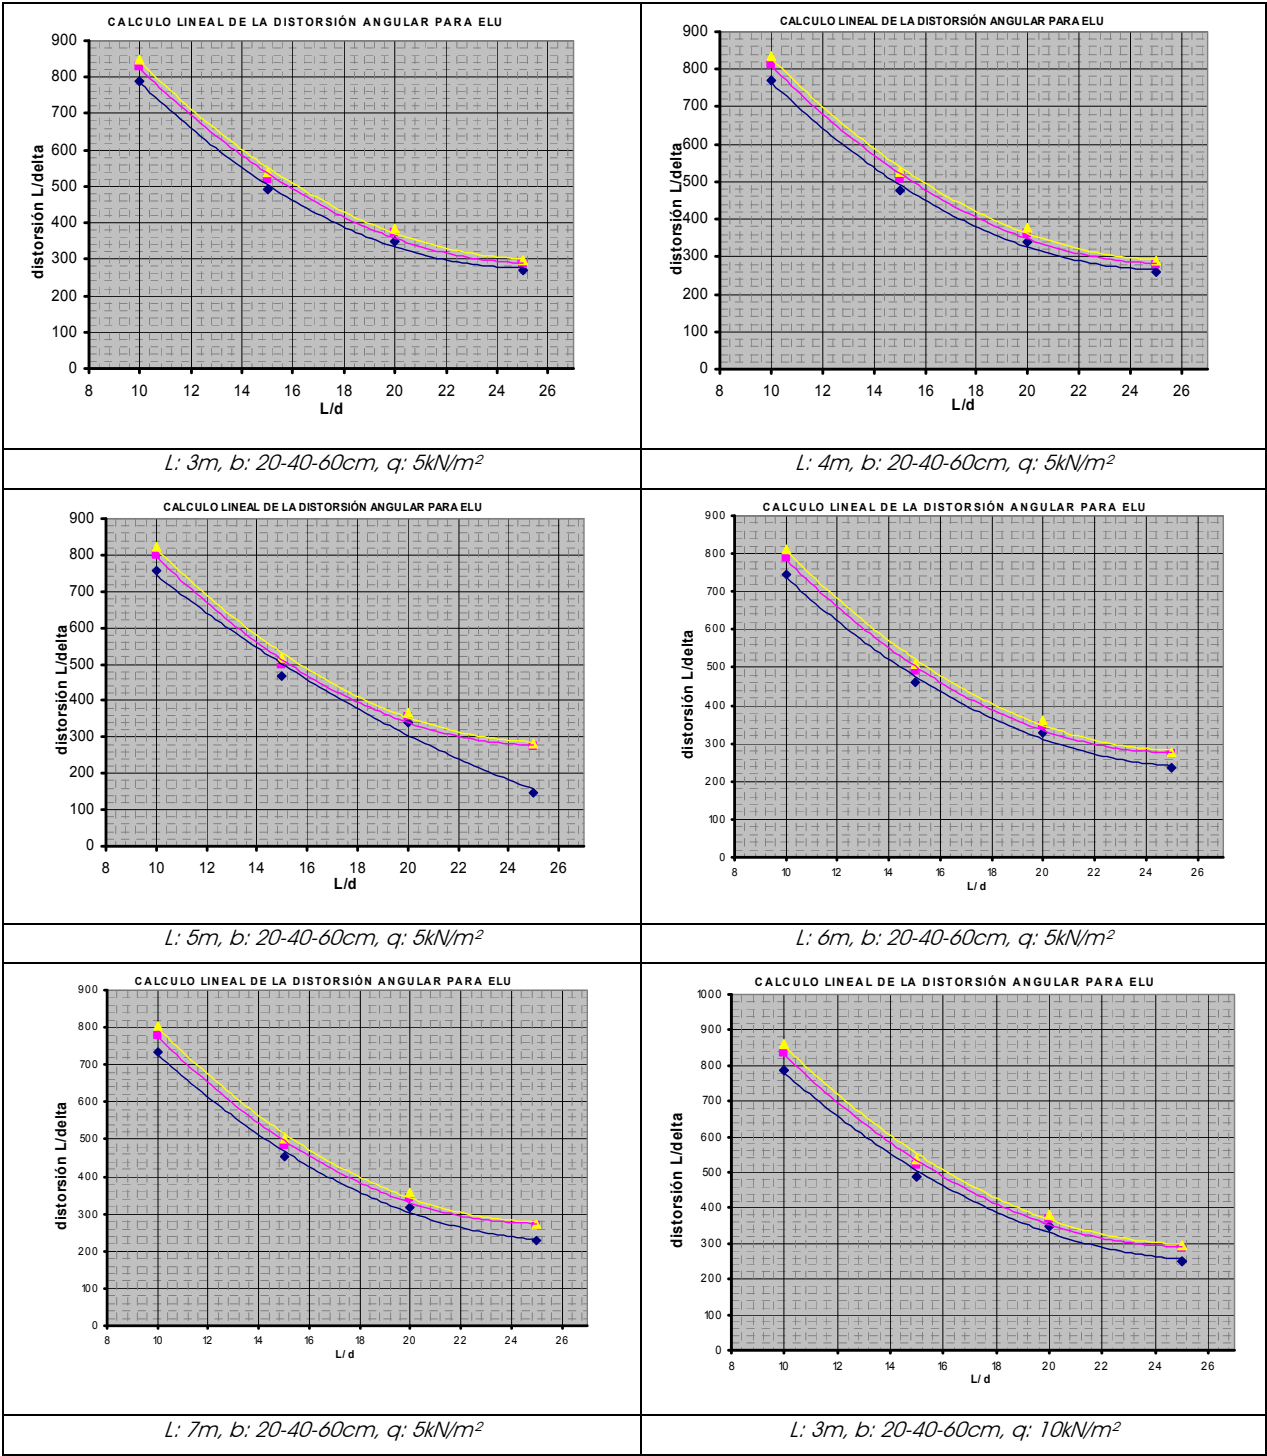 CALCULO LINEAL DE LA DISTORSIÓN ANGULAR PARA ELU
900
800
700
600
500
400
300
200
100
0
distorsión L/delta
8 10 12 14 16 18 20 22 24 26
L/d
L: 3m, b: 20-40-60cm, q: 5kN/m²
CALCULO LINEAL DE LA DISTORSIÓN ANGULAR PARA ELU
900
800
700
600
500
400
300
200
100
0
distorsión L/delta
8 10 12 14 16 18 20 22 24 26
L/d
L: 4m, b: 20-40-60cm, q: 5kN/m²
CALCULO LINEAL DE LA DISTORSIÓN ANGULAR PARA ELU
900
800
700
600
500
400
300
200
100
0
distorsión L/delta
8 10 12 14 16 18 20 22 24 26
L/d
L: 5m, b: 20-40-60cm, q: 5kN/m²
CALCULO LINEAL DE LA DISTORSIÓN ANGULAR PARA ELU
900
800
700
600
500
400
300
200
100
0
distorsión L/delta
8 10 12 14 16 18 20 22 24 26
L/d
L: 6m, b: 20-40-60cm, q: 5kN/m²
CALCULO LINEAL DE LA DISTORSIÓN ANGULAR PARA ELU
900
800
700
600
500
400
300
200
100
0
distorsión L/delta
8 10 12 14 16 18 20 22 24 26
L/d
L: 7m, b: 20-40-60cm, q: 5kN/m²
CALCULO LINEAL DE LA DISTORSIÓN ANGULAR PARA ELU
1000
900
800
700
600
500
400
300
200
100
0
distorsión L/delta
8 10 12 14 16 18 20 22 24 26
L/d
L: 3m, b: 20-40-60cm, q: 10kN/m²